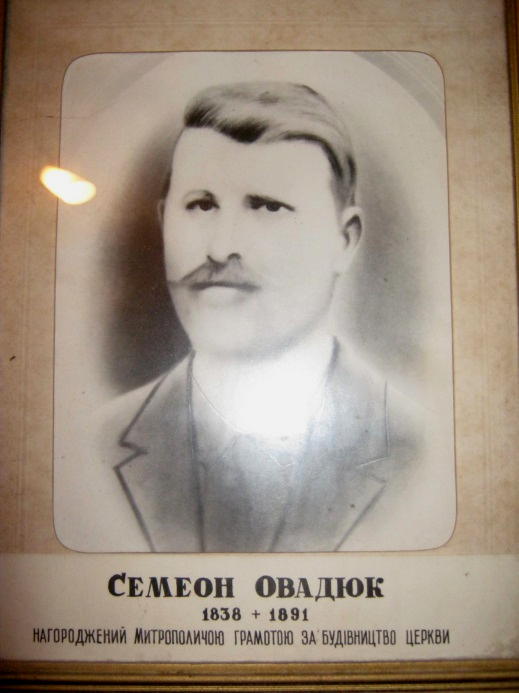 Семеон Овадюк
1838 + 1891
нагороджений Митрополичою грамотою за будівництво церкви